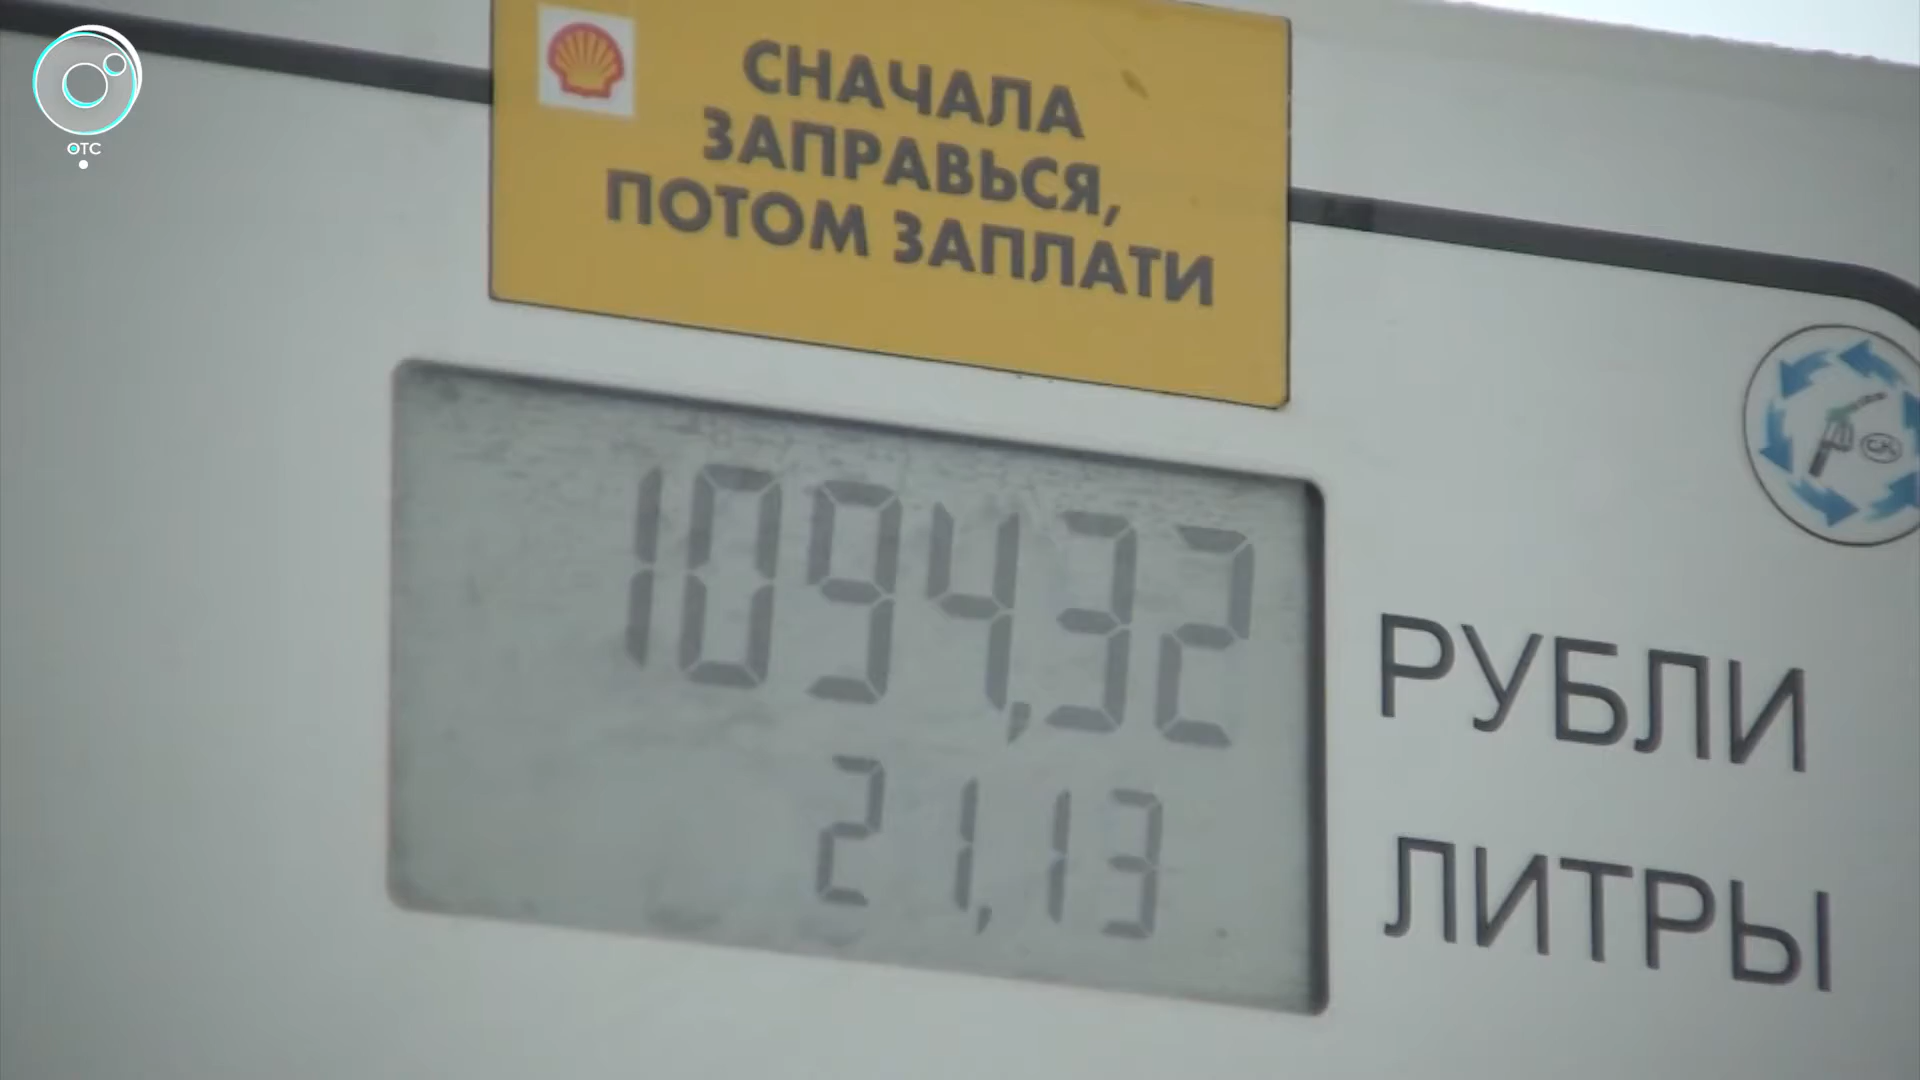 ОТС
СНАЧАЛА
ЗАПРАВЬСЯ,
ПОТОМ ЗАПЛАТИ
1094,32 РУБЛИ
21,13 ЛИТРЫ